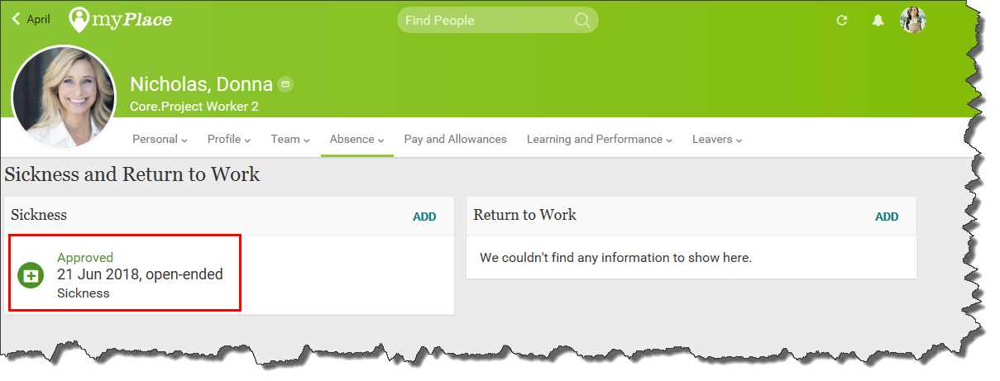 April
myPlace
Find People
Nicholas, Donna
Core.Project Worker 2
Personal
Profile
Team
Absence
Pay and Allowances
Learning and Performance
Leavers
Sickness and Return to Work
Sickness
ADD
Approved
21 Jun 2018, open-ended
Sickness
Return to Work
ADD
We couldn't find any information to show here.